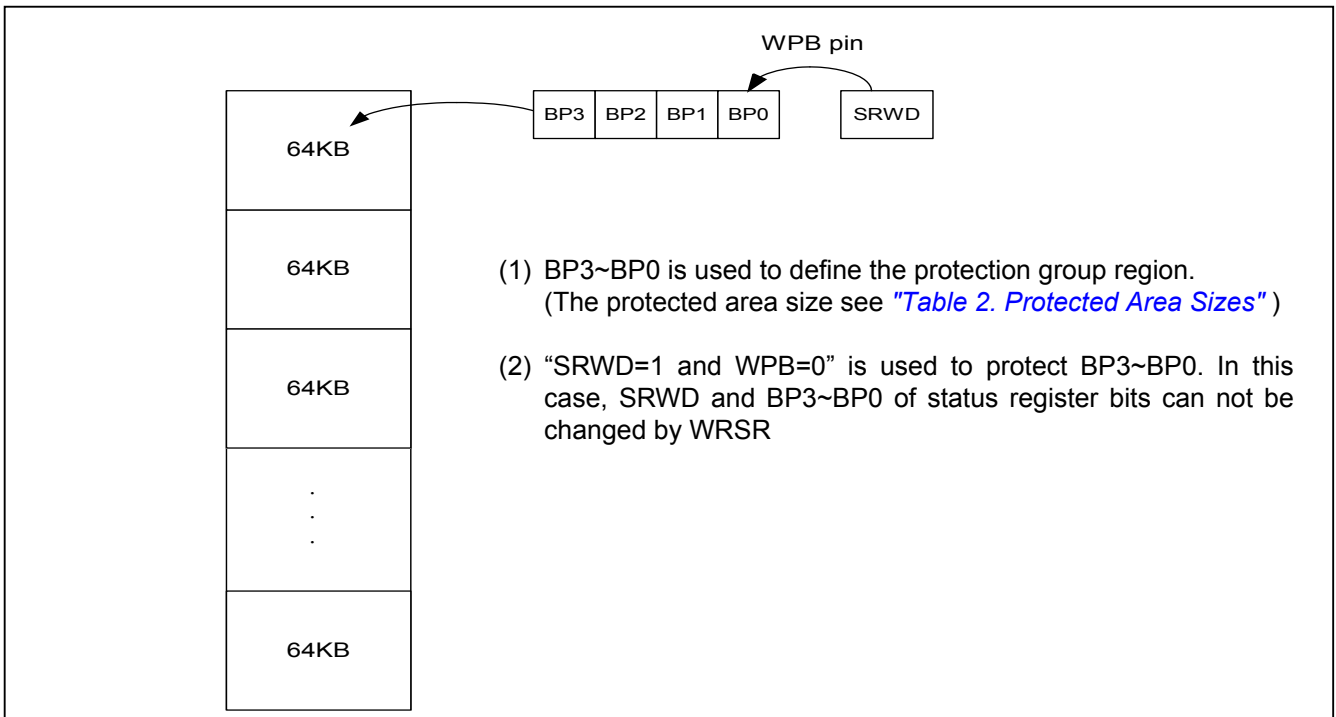 WPB pin
BP3 BP2 BP1 BP0 SRWD
64KB
64KB
(1) BP3~BP0 is used to define the protection group region.
(The protected area size see "Table 2. Protected Area Sizes" )
64KB
(2) “SRWD=1 and WPB=0” is used to protect BP3~BP0. In this
case, SRWD and BP3~BP0 of status register bits can not be
changed by WRSR
.
.
.
64KB